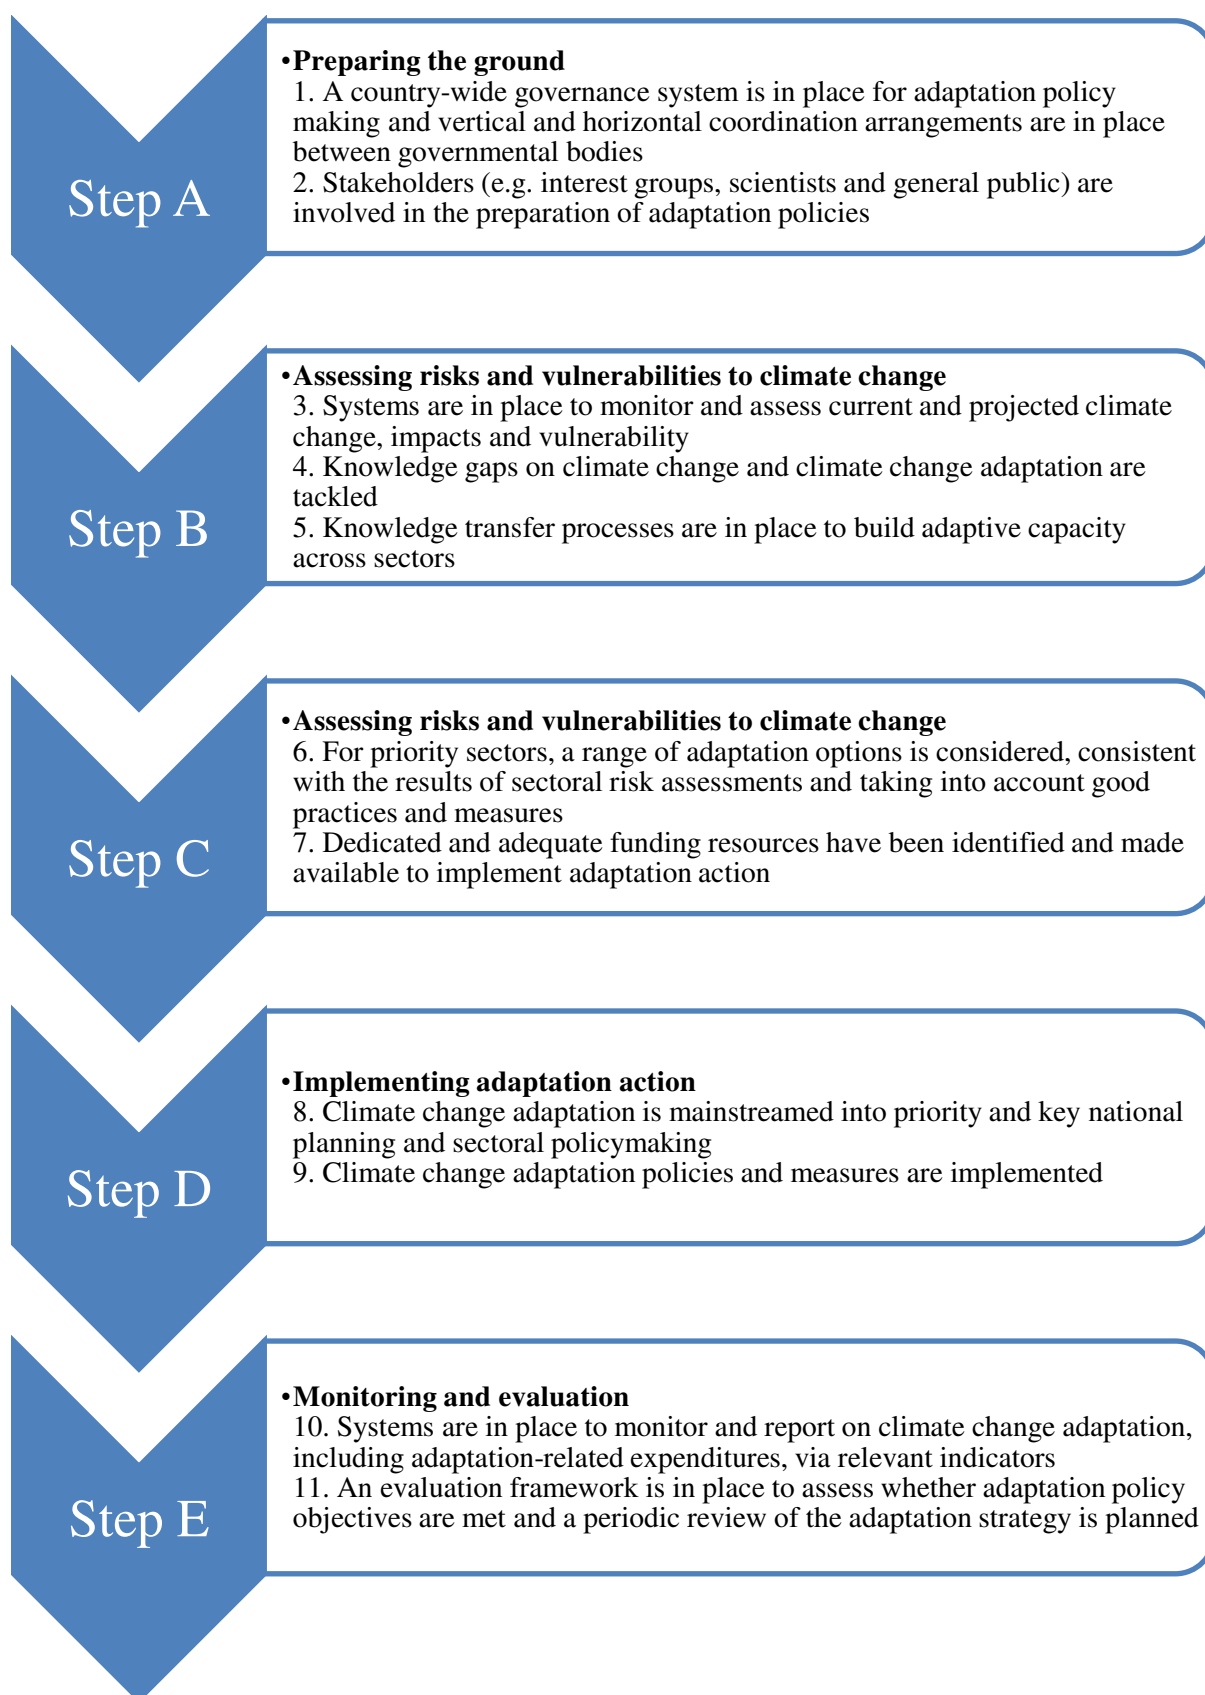 Step A
•Preparing the ground
1. A country-wide governance system is in place for adaptation policy
making and vertical and horizontal coordination arrangements are in place
between governmental bodies
2. Stakeholders (e.g. interest groups, scientists and general public) are
involved in the preparation of adaptation policies
Step B
•Assessing risks and vulnerabilities to climate change
3. Systems are in place to monitor and assess current and projected climate
change, impacts and vulnerability
4. Knowledge gaps on climate change and climate change adaptation are
tackled
5. Knowledge transfer processes are in place to build adaptive capacity
across sectors
Step C
•Assessing risks and vulnerabilities to climate change
6. For priority sectors, a range of adaptation options is considered, consistent
with the results of sectoral risk assessments and taking into account good
practices and measures
7. Dedicated and adequate funding resources have been identified and made
available to implement adaptation action
Step D
•Implementing adaptation action
8. Climate change adaptation is mainstreamed into priority and key national
planning and sectoral policymaking
9. Climate change adaptation policies and measures are implemented
Step E
•Monitoring and evaluation
10. Systems are in place to monitor and report on climate change adaptation,
including adaptation-related expenditures, via relevant indicators
11. An evaluation framework is in place to assess whether adaptation policy
objectives are met and a periodic review of the adaptation strategy is planned